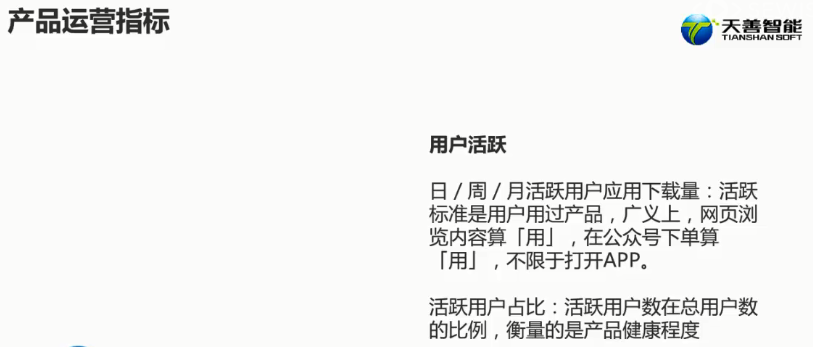 产品运营指标
天善智能
TIANSHAN SOFT
用户活跃
日/周/月活跃用户应用下载量：活跃
标准是用户用过产品，广义上，网页浏
览内容算「用」，在公众号下单算
「用」，不限于打开APP。
活跃用户占比：活跃用户数在总用户数
的比例，衡量的是产品健康程度